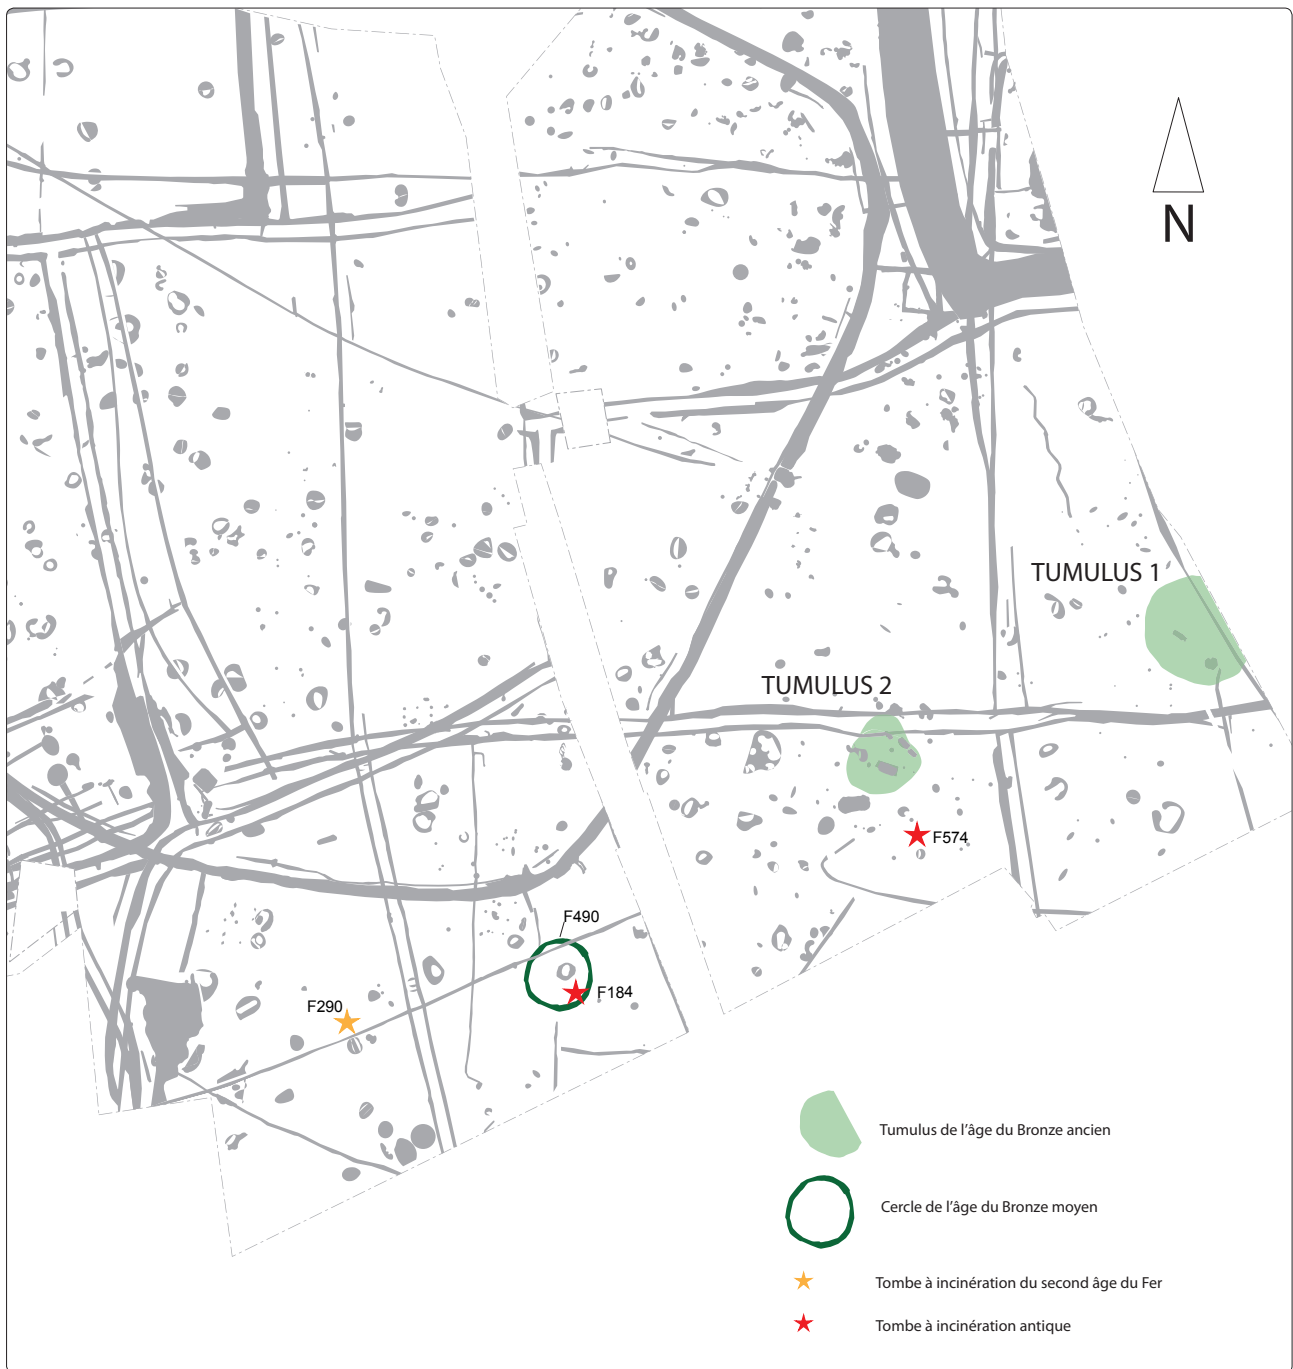 N
TUMULUS 1
TUMULUS 2
F574
F490
F184
F290
Tumulus de l'âge du Bronze ancien
Cercle de l'âge du Bronze moyen
Tombe à incinération du second âge du Fer
Tombe à incinération antique